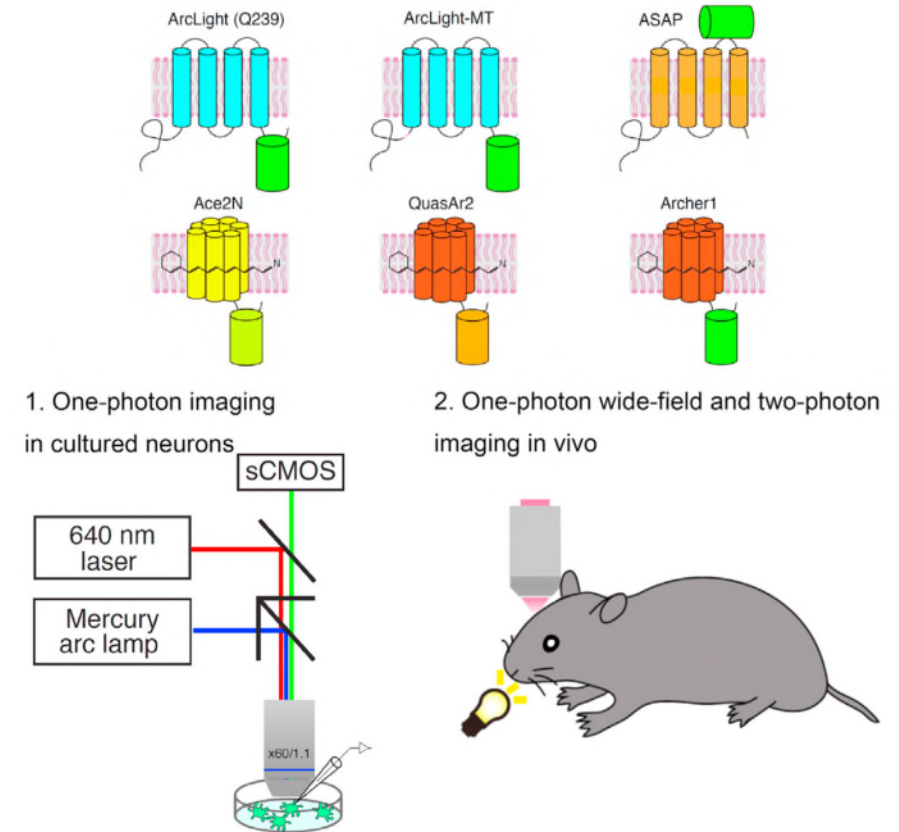 ArcLight (Q239)
ArcLight-MT
ASAP
Ace2N
QuasAr2
Archer1
N
N
N
1. One-photon imaging
in cultured neurons
2. One-photon wide-field and two-photon
imaging in vivo
sCMOS
640 nm
laser
Mercury
arc lamp
x60/1.1